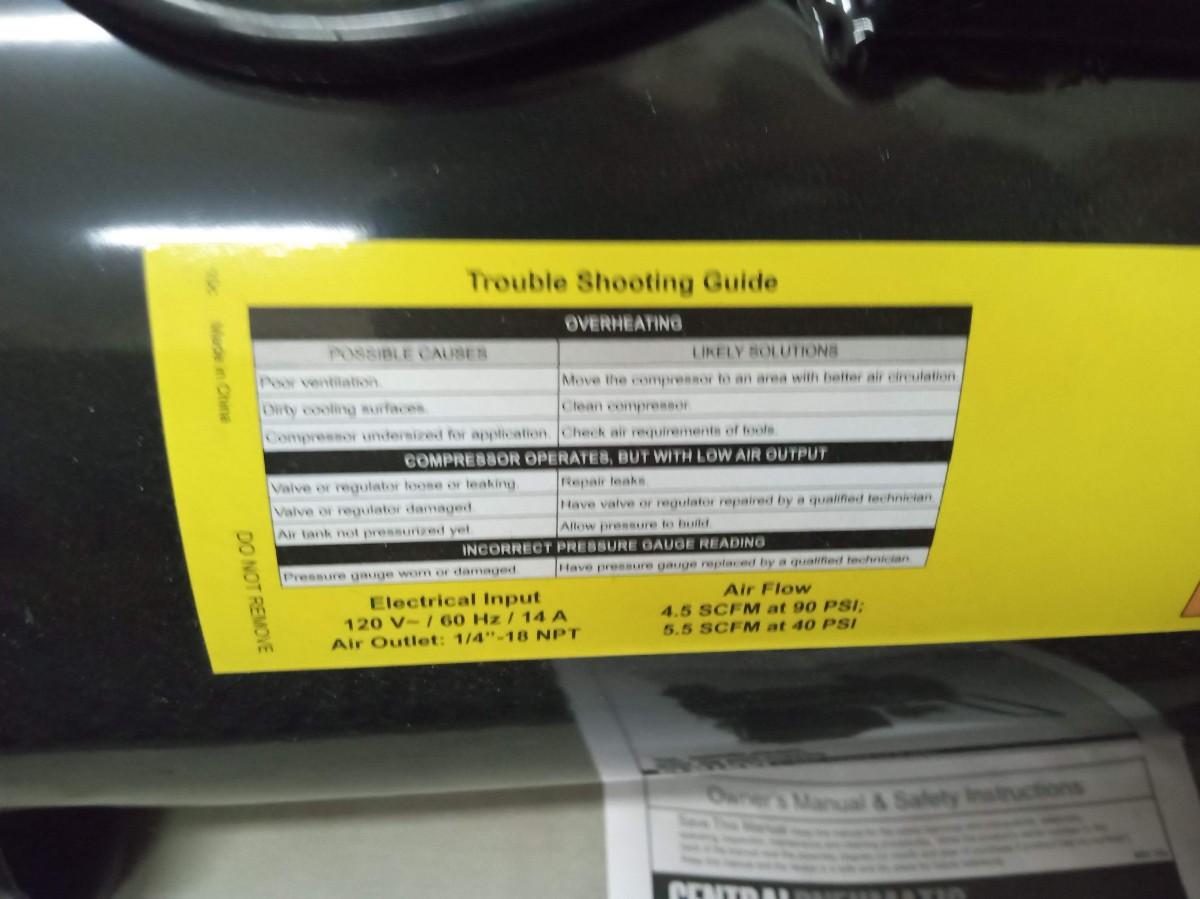 Trouble Shooting Guide
OVERHEATING
POSSIBLE CAUSES LIKELY SOLUTIONS
Poor ventilation. Move the compressor to an area with better air circulation.
Dirty cooling surfaces. Clean compressor.
Compressor undersized for application. Check air requirements of tools.
COMPRESSOR OPERATES, BUT WITH LOW AIR OUTPUT
Valve or regulator loose or leaking. Repair leaks.
Valve or regulator damaged. Have valve or regulator repaired by a qualified technician.
Air tank not pressurized yet. Allow pressure to build.
INCORRECT PRESSURE GAUGE READING
Pressure gauge worn or damaged. Have pressure gauge replaced by a qualified technician.
Electrical Input
120 V~ / 60 Hz / 14 A
Air Outlet: 1/4"-18 NPT
Air Flow
4.5 SCFM at 90 PSI;
5.5 SCFM at 40 PSI
Made in China
DO NOT REMOVE
Owner's Manual & Safety Instructions
Save This Manual
CENTRAL PNEUMATIC